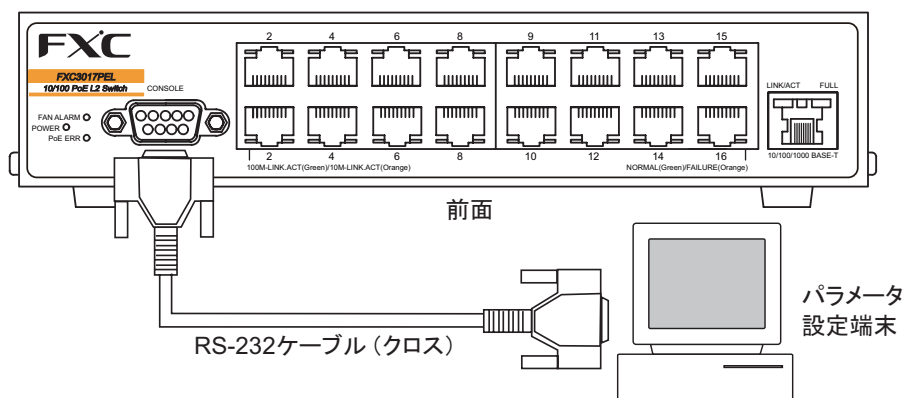 FXC
FXC3017PEL
10/100 PoE L2 Switch
CONSOLE
FAN ALARM
POWER
PoE ERR
2 4 6 8 9 11 13 15
2 4 6 8 10 12 14 16
100M-LINK.ACT(Green)/10M-LINK.ACT(Orange)
NORMAL(Green)/FAILURE(Orange)
LINK/ACT FULL
10/100/1000 BASE-T
前面
RS-232ケーブル（クロス）
パラメータ
設定端末